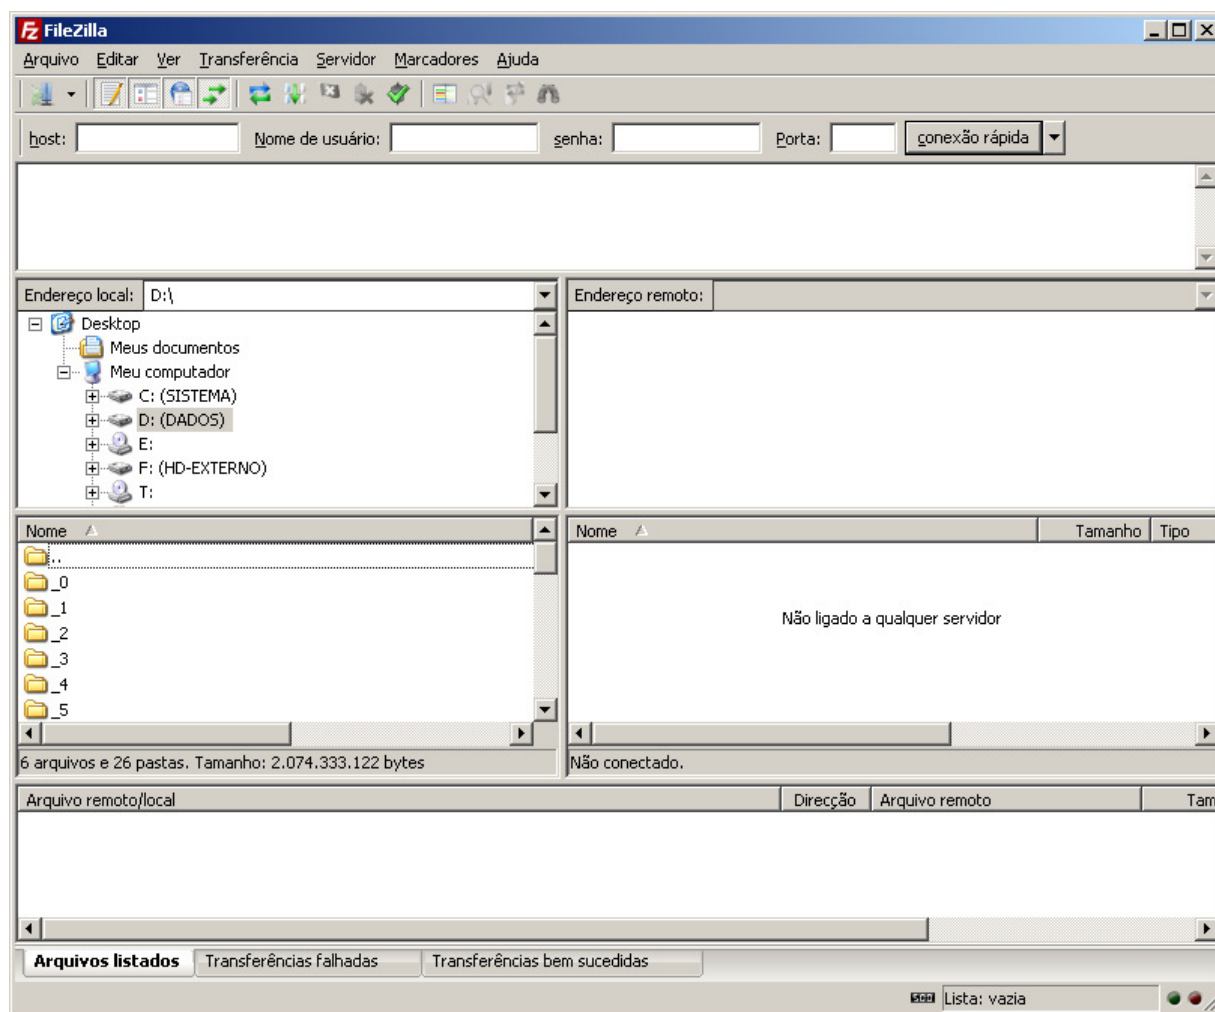 FileZilla
Arquivo Editar Ver Transferência Servidor Marcadores Ajuda
host: Nome de usuário: senha: Porta: conexão rápida
Endereço local: D:\ Endereço remoto:
Desktop
Meus documentos
Meu computador
C: (SISTEMA)
D: (DADOS)
E:
F: (HD-EXTERNO)
T:
Nome Nome Tamanho Tipo
..
_0
_1
_2
_3
_4
_5
Não ligado a qualquer servidor
6 arquivos e 26 pastas. Tamanho: 2.074.333.122 bytes Não conectado.
Arquivo remoto/local Direcção Arquivo remoto Tam
Arquivos listados Transferências falhadas Transferências bem sucedidas
Lista: vazia